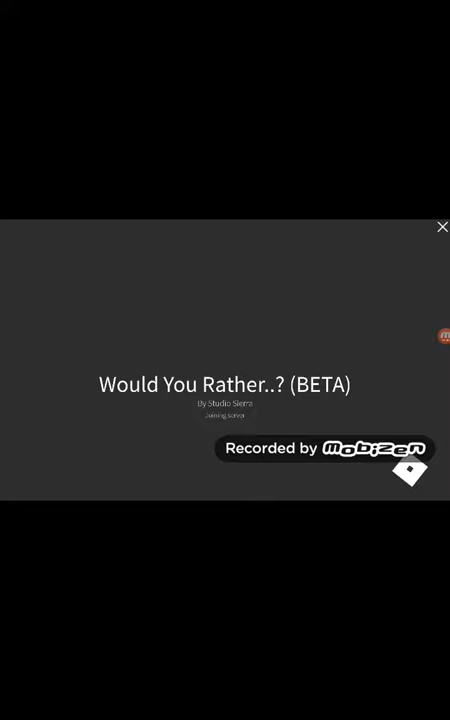 Would You Rather..? (BETA)
By Studio Sierra
Joining server
Recorded by mobizen